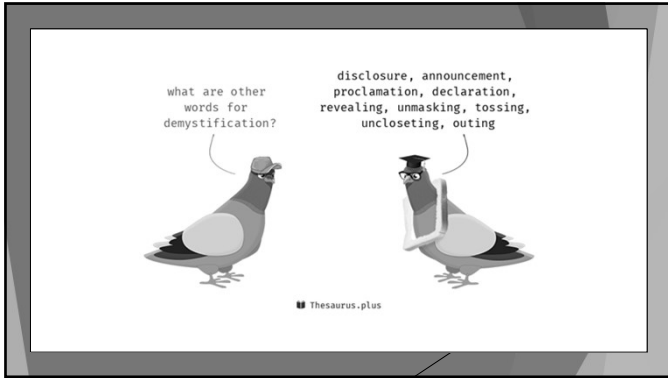 what are other
words for
demystification?
disclosure, announcement,
proclamation, declaration,
revealing, unmasking, tossing,
uncloseting, outing
Thesaurus.plus